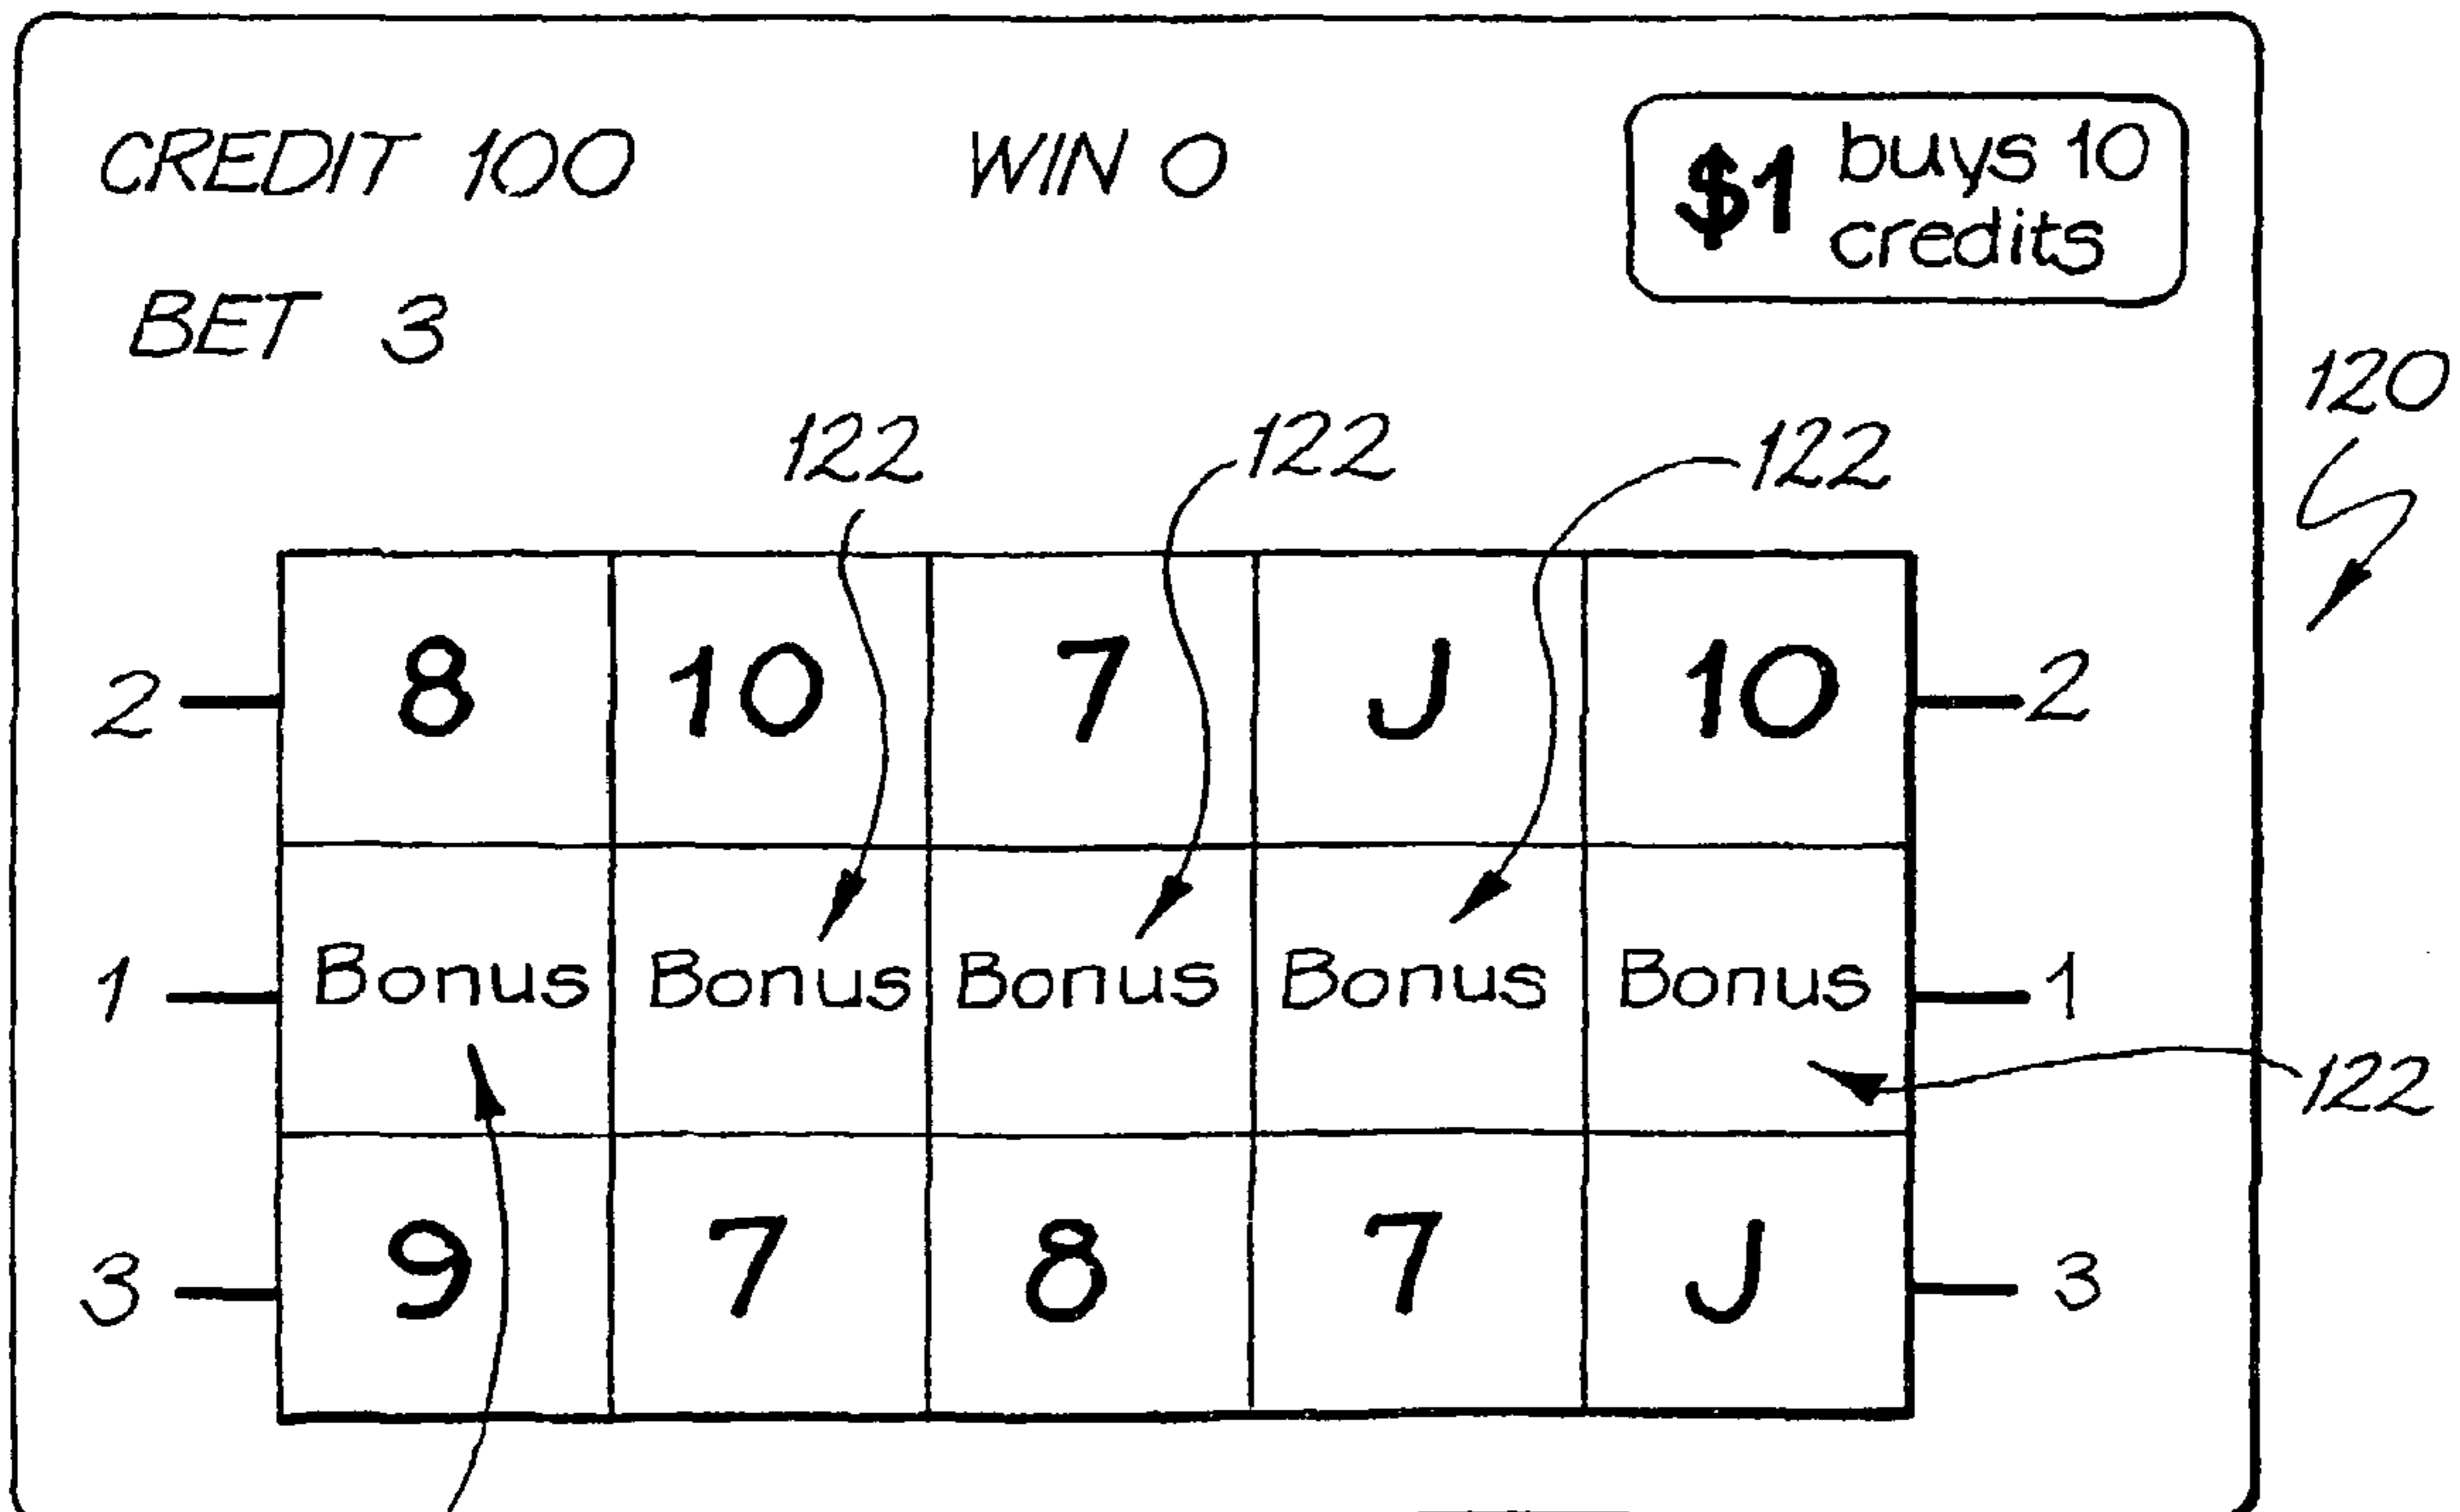 CREDIT 100 WIN 0 $1 buys 10 credits
BET 3
120
122 122 122
2 8 10 7 J 10 2
1 Bonus Bonus Bonus Bonus Bonus 1
122
3 9 7 8 7 J 3